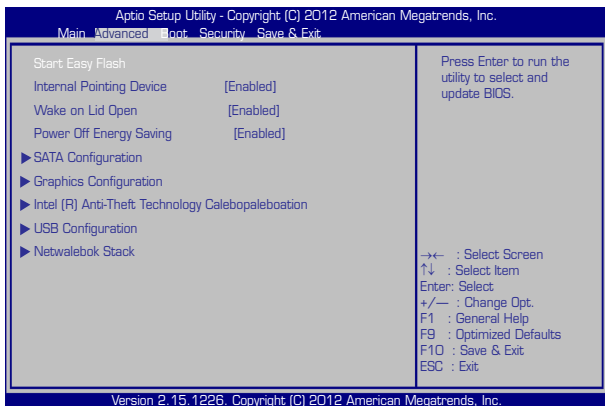 Aptio Setup Utility - Copyright (C) 2012 American Megatrends, Inc.
Main Advanced Boot Security Save & Exit
Start Easy Flash
Internal Pointing Device [Enabled]
Wake on Lid Open [Enabled]
Power Off Energy Saving [Enabled]
▶ SATA Configuration
▶ Graphics Configuration
▶ Intel (R) Anti-Theft Technology Calebopaleboation
▶ USB Configuration
▶ Netwalebok Stack
Press Enter to run the
utility to select and
update BIOS.
→← : Select Screen
↑↓ : Select Item
Enter: Select
+/— : Change Opt.
F1 : General Help
F9 : Optimized Defaults
F10 : Save & Exit
ESC : Exit
Version 2.15.1226. Copyright (C) 2012 American Megatrends, Inc.